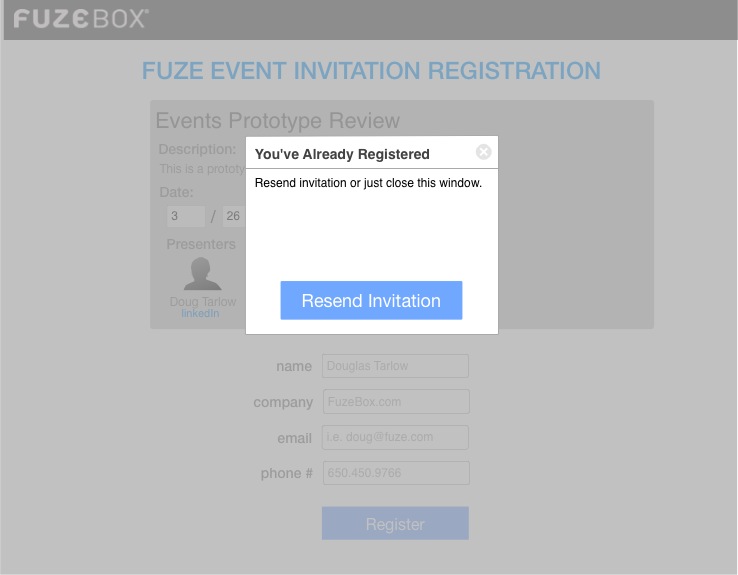 FUZEBOX®
FUZE EVENT INVITATION REGISTRATION
Events Prototype Review
Description:
This is a prototy
Date:
3 / 26
Presenters
Doug Tarlow
linkedIn
You've Already Registered
Resend invitation or just close this window.
Resend Invitation
name Douglas Tarlow
company FuzeBox.com
email i.e. doug@fuze.com
phone # 650.450.9766
Register